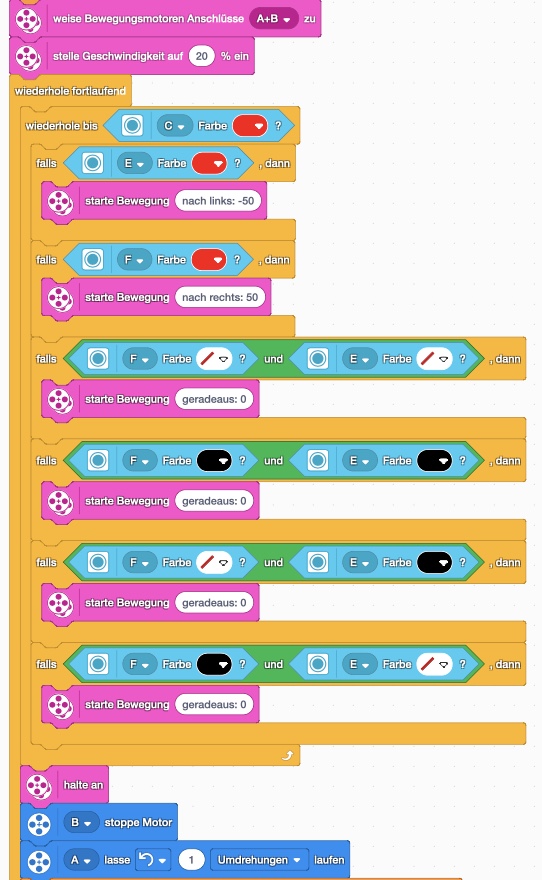 weise Bewegungsmotoren Anschlüsse A+B zu
stelle Geschwindigkeit auf 20 % ein
wiederhole fortlaufend
wiederhole bis C Farbe ?
falls E Farbe ? , dann
starte Bewegung nach links: -50
falls F Farbe ? , dann
starte Bewegung nach rechts: 50
falls F Farbe ? und E Farbe ? , dann
starte Bewegung geradeaus: 0
falls F Farbe ? und E Farbe ? , dann
starte Bewegung geradeaus: 0
falls F Farbe ? und E Farbe ? , dann
starte Bewegung geradeaus: 0
falls F Farbe ? und E Farbe ? , dann
starte Bewegung geradeaus: 0
halte an
B stoppe Motor
A lasse 1 Umdrehungen laufen